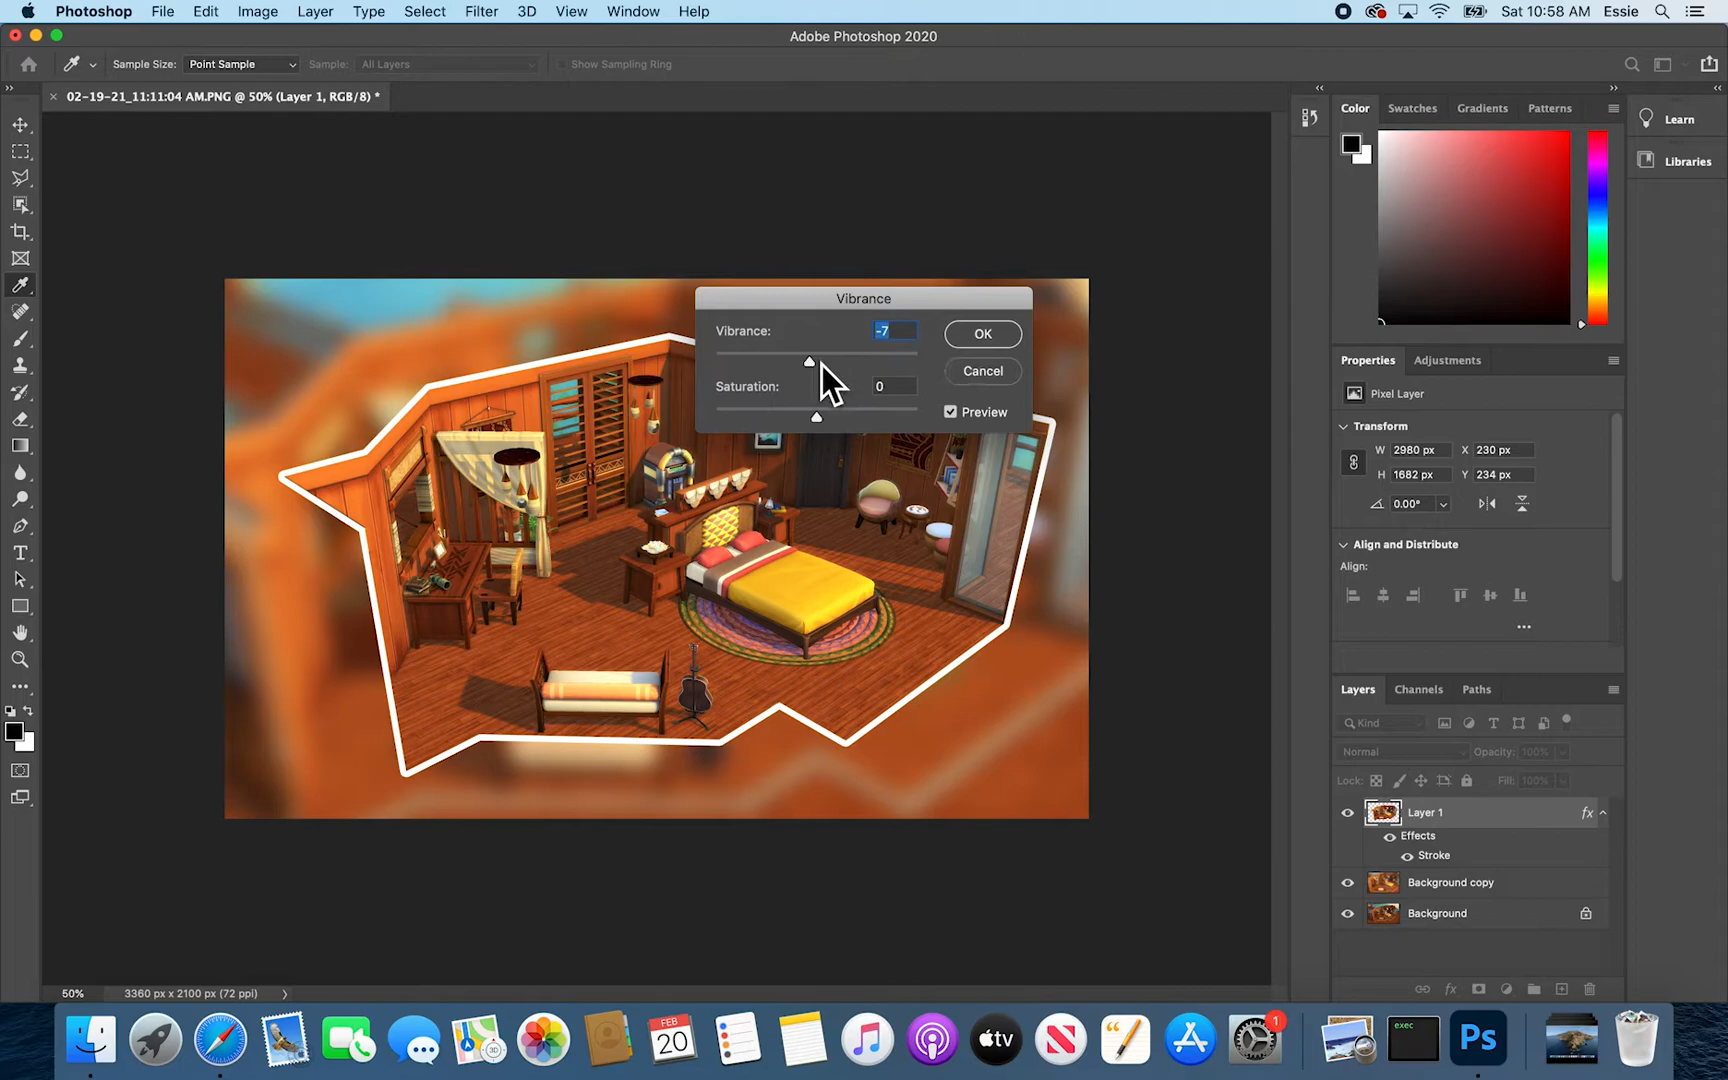 Photoshop File Edit Image Layer Type Select Filter 3D View Window Help Sat 10:58 AM Essie
Adobe Photoshop 2020
Sample Size: Point Sample Sample: All Layers Show Sampling Ring
02-19-21_11:11:04 AM.PNG @ 50% (Layer 1, RGB/8) *
Color Swatches Gradients Patterns
Learn
Libraries
Vibrance
Vibrance: -7
OK
Cancel
Saturation: 0
Preview
Properties Adjustments
Pixel Layer
Transform
W 2980 px X 230 px
H 1682 px Y 234 px
0.00°
Align and Distribute
Align:
Layers Channels Paths
Kind
Normal Opacity: 100%
Lock: Fill: 100%
Layer 1 fx
Effects
Stroke
Background copy
Background
fx
50% 3360 px x 2100 px (72 ppi)
FEB
20
3D
tv
1
exec
Ps